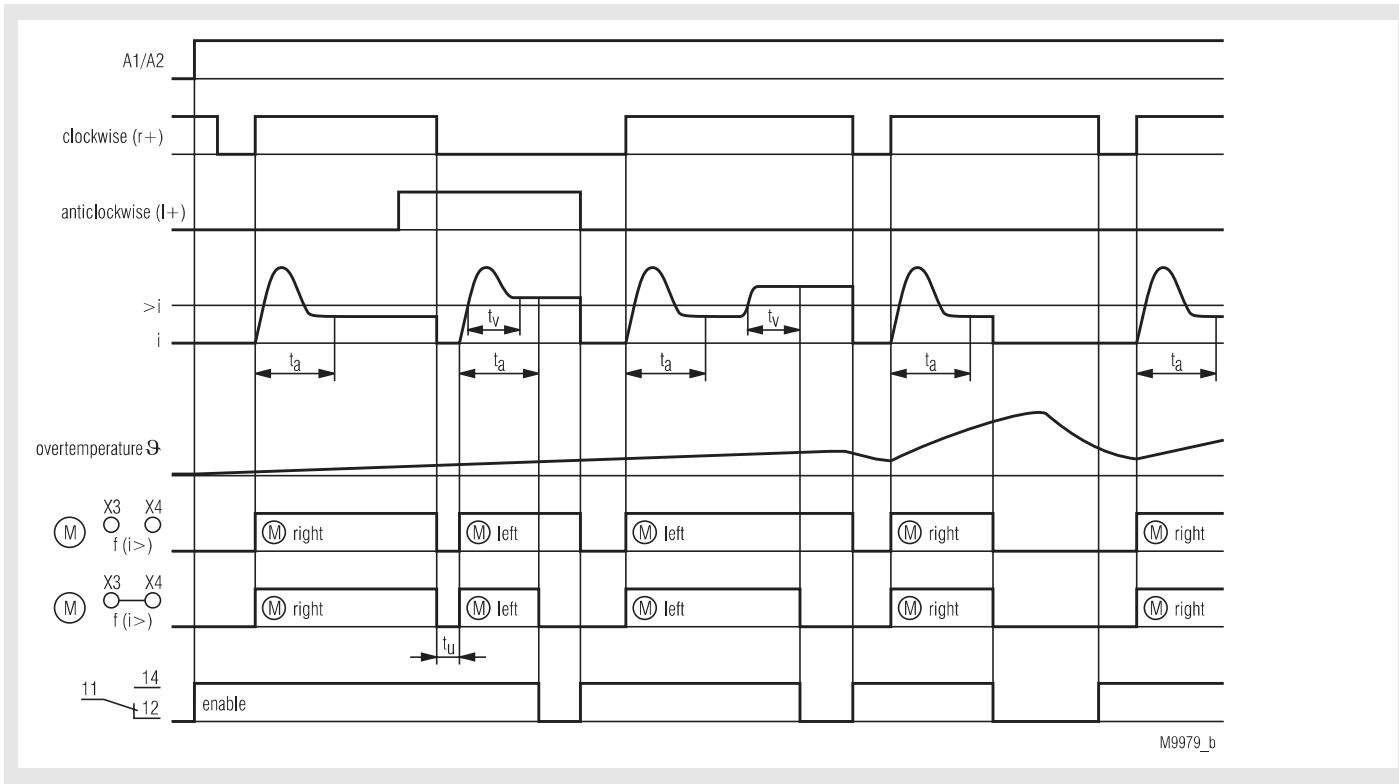 A1/A2
clockwise (r+)
anticlockwise (l+)
>i
tv
tv
i
ta
ta
ta
ta
ta
overtemperature ϑ
X3 X4
M
f (i>)
M right
M left
M left
M right
M right
X3 X4
M
f (i>)
M right
M left
M left
M right
M right
tu
14
11
12
enable
M9979_b